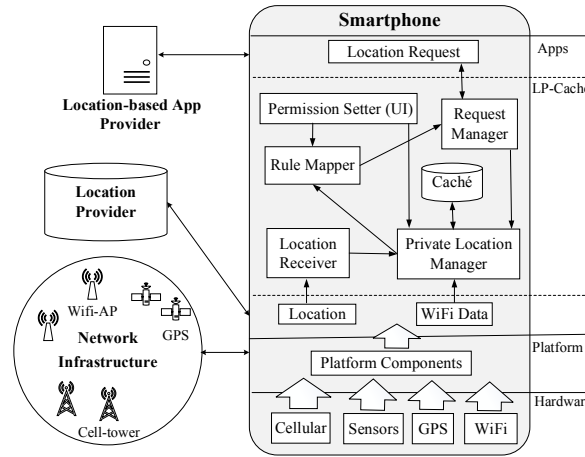 Smartphone
Location Request
Apps
LP-Cache
Location-based App
Provider
Permission Setter (UI)
Request
Manager
Rule Mapper
Caché
Location
Provider
Location
Receiver
Private Location
Manager
Wifi-AP
GPS
Network
Infrastructure
Cell-tower
Location
WiFi Data
Platform
Platform Components
Hardware
Cellular
Sensors
GPS
WiFi